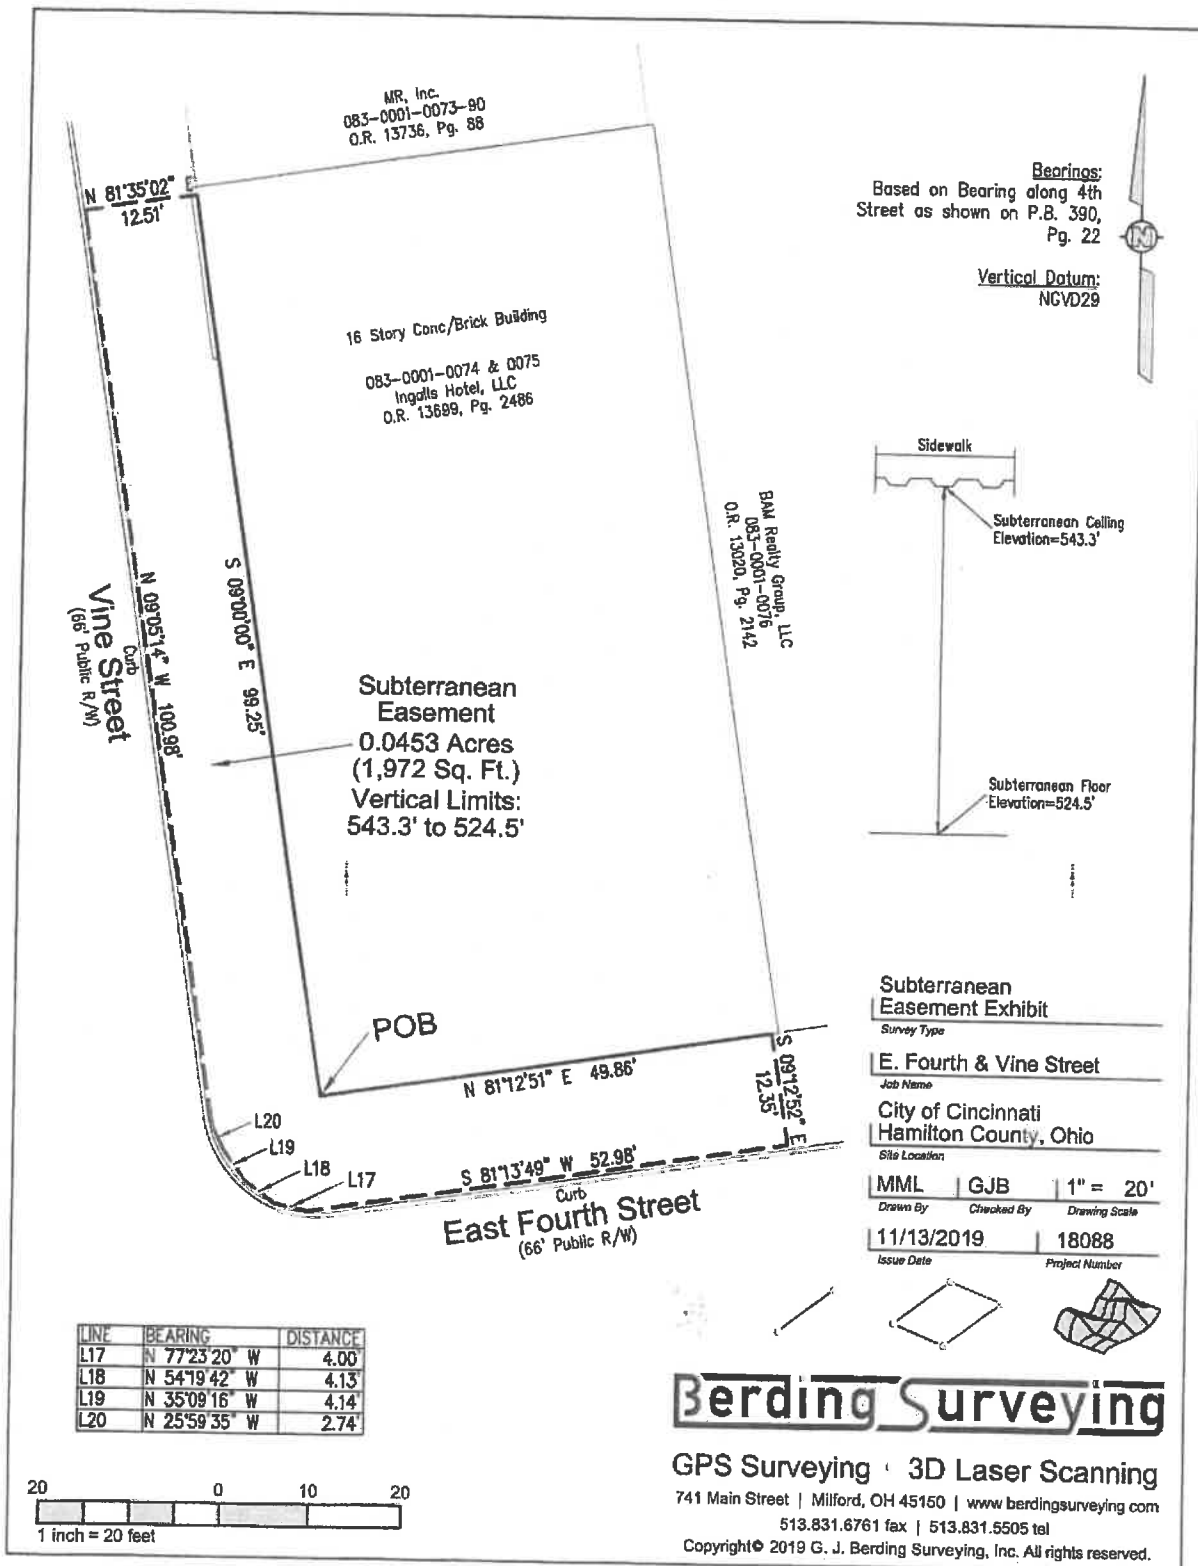 MR, Inc.
083-0001-0073-90
O.R. 13736, Pg. 88
N 81°35'02" E
12.51'
Bearings:
Based on Bearing along 4th
Street as shown on P.B. 390,
Pg. 22
N
Vertical Datum:
NGVD29
16 Story Conc/Brick Building
083-0001-0074 & 0075
Ingalls Hotel, LLC
O.R. 13699, Pg. 2486
Sidewalk
Subterranean Ceiling
Elevation=543.3'
BAM Realty Group, LLC
083-0001-0076
O.R. 13020, Pg. 2142
S 09°00'00" E 99.25'
N 09°05'14" W 100.98'
Curb
Vine Street
(66' Public R/W)
Subterranean
Easement
0.0453 Acres
(1,972 Sq. Ft.)
Vertical Limits:
543.3' to 524.5'
Subterranean Floor
Elevation=524.5'
POB
N 81°12'51" E 49.86'
S 09°12'52" E
12.35'
L20
L19
L18
L17
S 81°13'49" W 52.98'
Curb
East Fourth Street
(66' Public R/W)
Subterranean
Easement Exhibit
Survey Type
E. Fourth & Vine Street
Job Name
City of Cincinnati
Hamilton County, Ohio
Site Location
MML GJB 1" = 20'
Drawn By Checked By Drawing Scale
11/13/2019 18088
Issue Date Project Number
LINE BEARING DISTANCE
L17 N 77°23'20" W 4.00'
L18 N 54°19'42" W 4.13'
L19 N 35°09'16" W 4.14'
L20 N 25°59'35" W 2.74'
Berding Surveying
GPS Surveying 3D Laser Scanning
741 Main Street | Milford, OH 45150 | www berdingsurveying com
513.831.6761 fax | 513.831.5505 tel
Copyright© 2019 G. J. Berding Surveying, Inc. All rights reserved.
20 0 10 20
1 inch = 20 feet